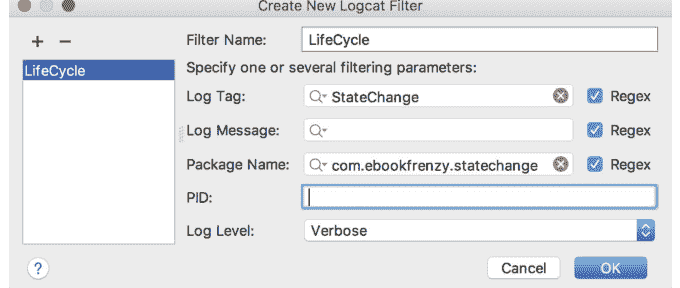 Create New Logcat Filter
+ −
Filter Name: LifeCycle
LifeCycle
Specify one or several filtering parameters:
Log Tag: StateChange Regex
Log Message: Regex
Package Name: com.ebookfrenzy.statechange Regex
PID:
Log Level: Verbose
? Cancel OK